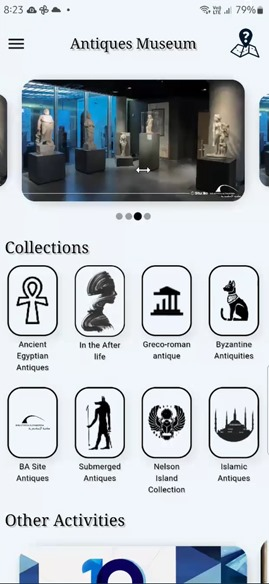 8:23
79%
Antiques Museum
Collections
Ancient
Egyptian
Antiques
In the After
life
Greco-roman
antique
Byzantine
Antiquities
BA Site
Antiques
Submerged
Antiques
Nelson
Island
Collection
Islamic
Antiques
Other Activities
10